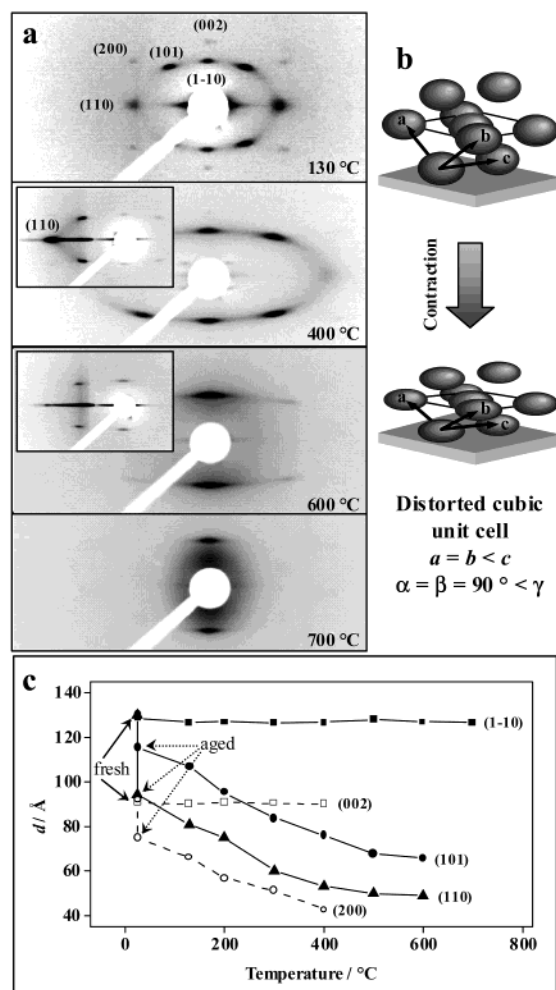 a
(002)
(200)
(101)
(1-10)
(110)
130 °C
(110)
400 °C
600 °C
700 °C
b
a
b
c
Contraction
a
b
c
Distorted cubic
unit cell
a = b < c
α = β = 90 ° < γ
c
140
120
100
80
60
40
d / Å
fresh
aged
(1-10)
(002)
(101)
(110)
(200)
0
200
400
600
800
Temperature / °C